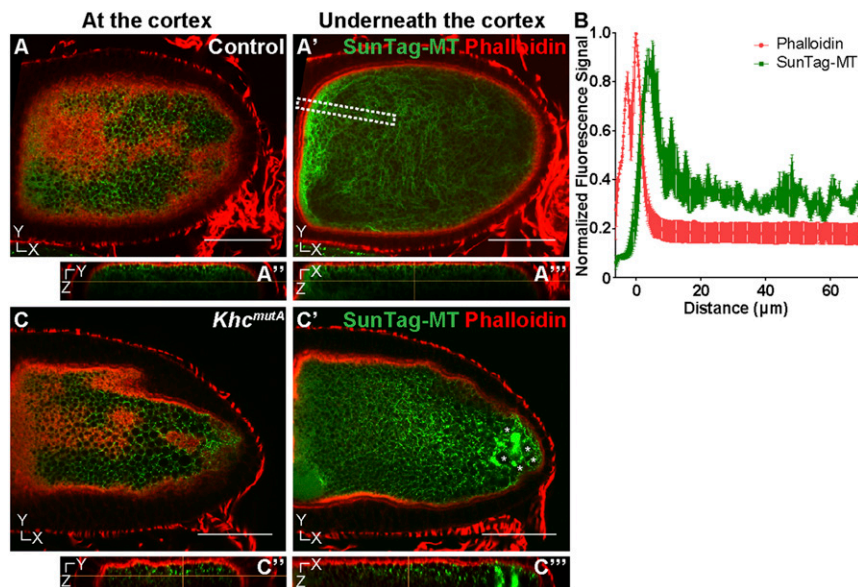 At the cortex
Underneath the cortex
A
Control
A'
SunTag-MT Phalloidin
Y
X
Y
X
Y
Z
A''
X
Z
A'''
C
Khc^mutA
C'
SunTag-MT Phalloidin
*
*
*
*
*
Y
X
Y
X
Y
Z
C''
X
Z
C'''
B
Normalized Fluorescence Signal
1.0
0.8
0.6
0.4
0.2
0
0
20
40
60
Distance (µm)
Phalloidin
SunTag-MT